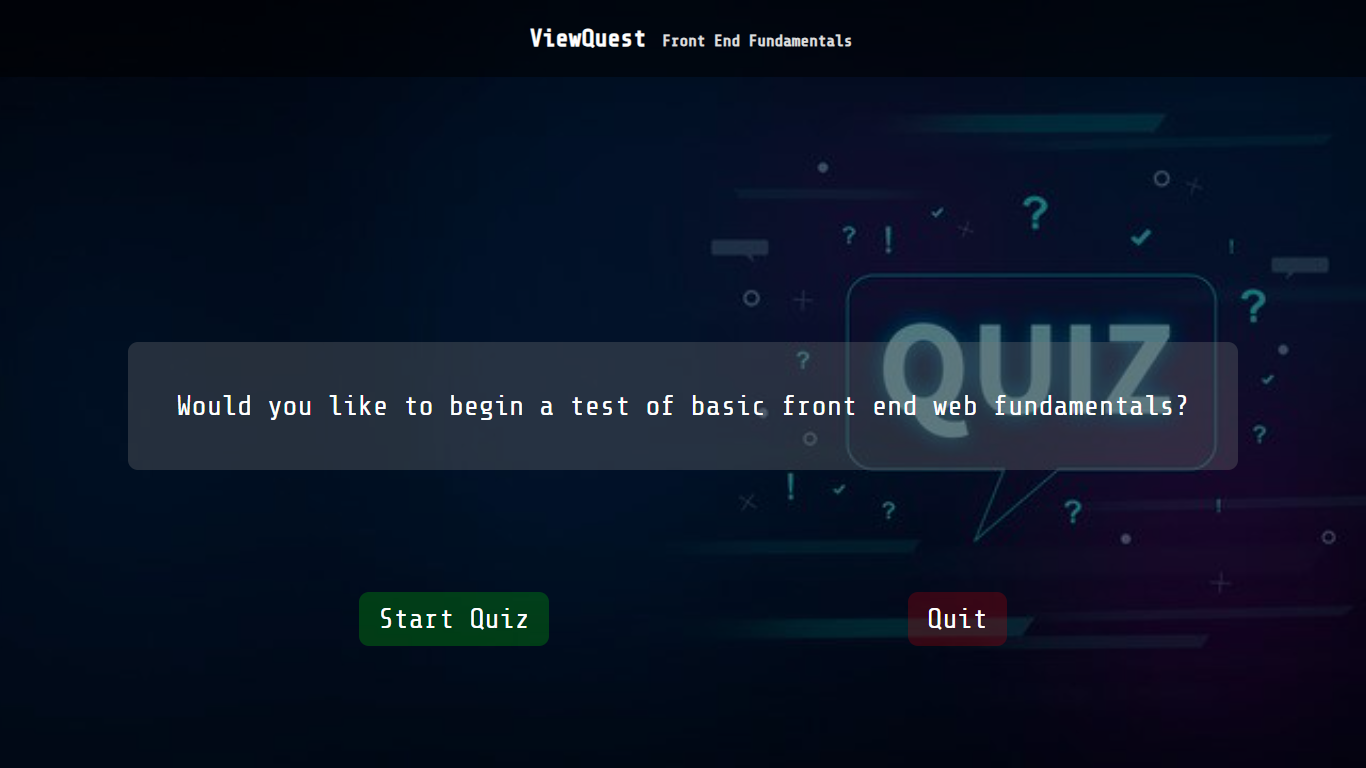 ViewQuest Front End Fundamentals
? ! ? !
?
QUIZ
?
Would you like to begin a test of basic front end web fundamentals?
?
! ? ? !
Start Quiz Quit